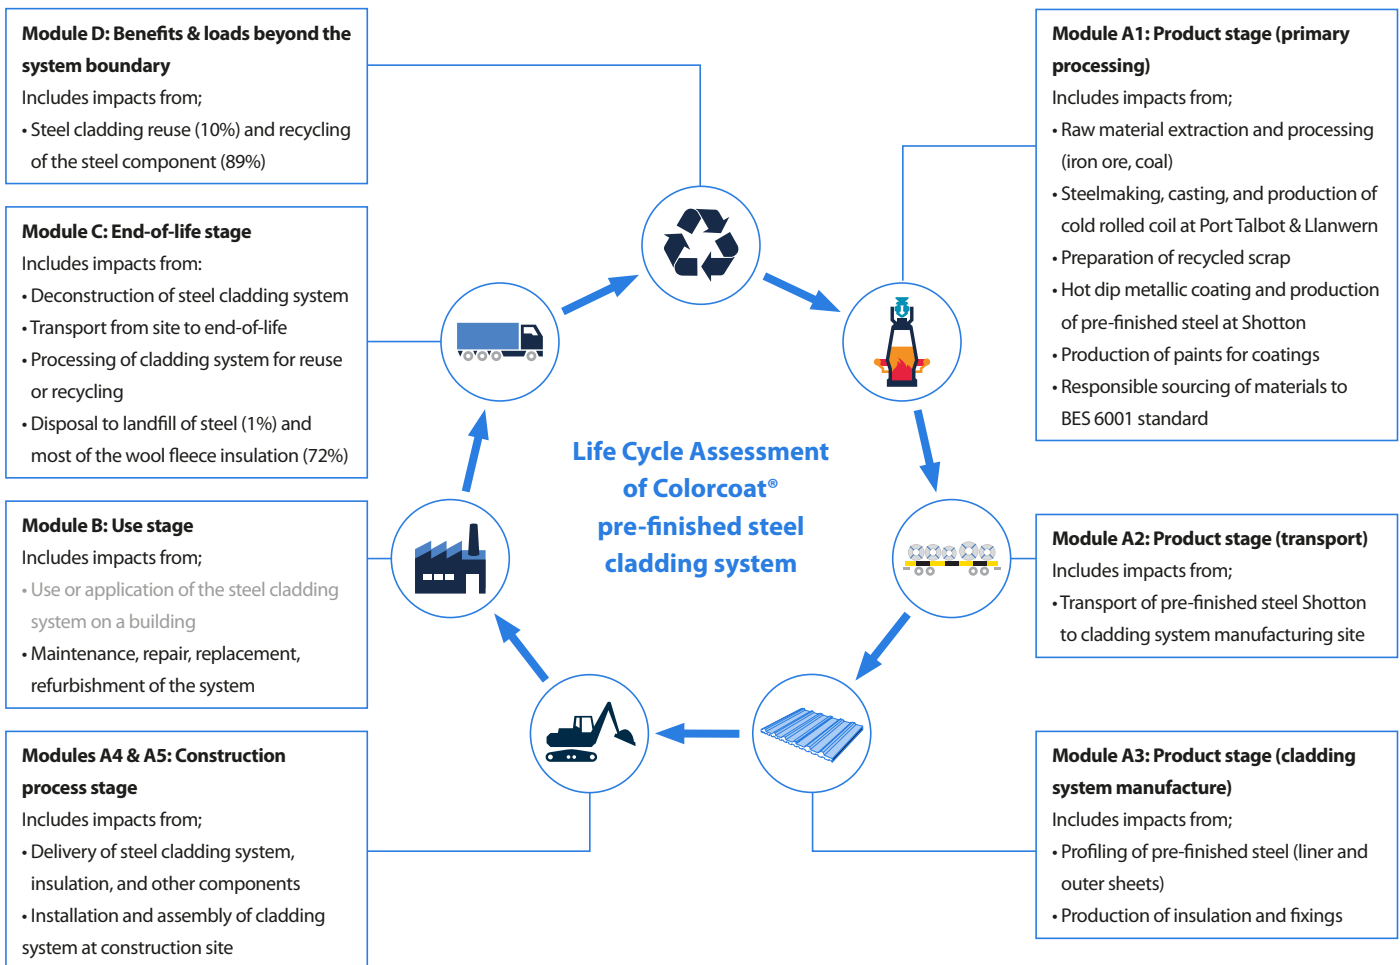 Module D: Benefits & loads beyond the
system boundary
Includes impacts from;
• Steel cladding reuse (10%) and recycling
of the steel component (89%)
Module C: End-of-life stage
Includes impacts from:
• Deconstruction of steel cladding system
• Transport from site to end-of-life
• Processing of cladding system for reuse
or recycling
• Disposal to landfill of steel (1%) and
most of the wool fleece insulation (72%)
Module B: Use stage
Includes impacts from;
• Use or application of the steel cladding
system on a building
• Maintenance, repair, replacement,
refurbishment of the system
Modules A4 & A5: Construction
process stage
Includes impacts from;
• Delivery of steel cladding system,
insulation, and other components
• Installation and assembly of cladding
system at construction site
Life Cycle Assessment
of Colorcoat®
pre-finished steel
cladding system
Module A1: Product stage (primary
processing)
Includes impacts from;
• Raw material extraction and processing
(iron ore, coal)
• Steelmaking, casting, and production of
cold rolled coil at Port Talbot & Llanwern
• Preparation of recycled scrap
• Hot dip metallic coating and production
of pre-finished steel at Shotton
• Production of paints for coatings
• Responsible sourcing of materials to
BES 6001 standard
Module A2: Product stage (transport)
Includes impacts from;
• Transport of pre-finished steel Shotton
to cladding system manufacturing site
Module A3: Product stage (cladding
system manufacture)
Includes impacts from;
• Profiling of pre-finished steel (liner and
outer sheets)
• Production of insulation and fixings